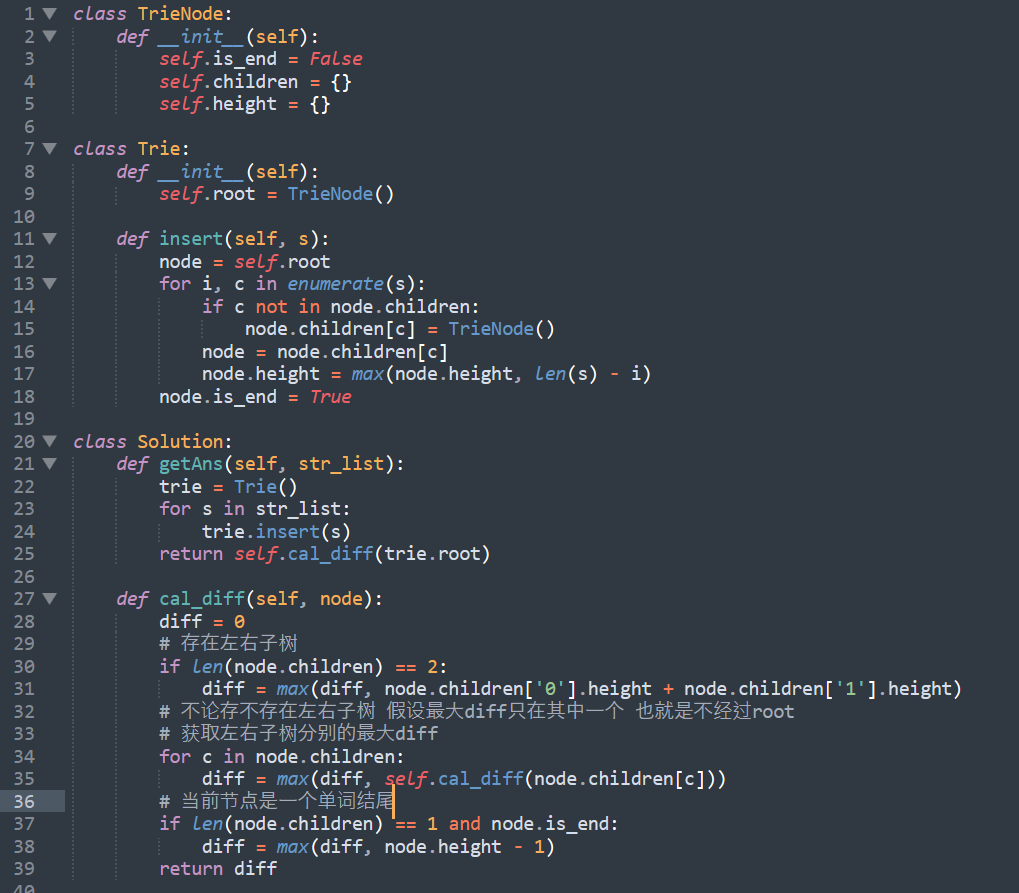 1 class TrieNode:
2 def __init__(self):
3 self.is_end = False
4 self.children = {}
5 self.height = {}
6
7 class Trie:
8 def __init__(self):
9 self.root = TrieNode()
10
11 def insert(self, s):
12 node = self.root
13 for i, c in enumerate(s):
14 if c not in node.children:
15 node.children[c] = TrieNode()
16 node = node.children[c]
17 node.height = max(node.height, len(s) - i)
18 node.is_end = True
19
20 class Solution:
21 def getAns(self, str_list):
22 trie = Trie()
23 for s in str_list:
24 trie.insert(s)
25 return self.cal_diff(trie.root)
26
27 def cal_diff(self, node):
28 diff = 0
29 # 存在左右子树
30 if len(node.children) == 2:
31 diff = max(diff, node.children['0'].height + node.children['1'].height)
32 # 不论存不存在左右子树 假设最大diff只在其中一个 也就是不经过root
33 # 获取左右子树分别的最大diff
34 for c in node.children:
35 diff = max(diff, self.cal_diff(node.children[c]))
36 # 当前节点是一个单词结尾
37 if len(node.children) == 1 and node.is_end:
38 diff = max(diff, node.height - 1)
39 return diff
40